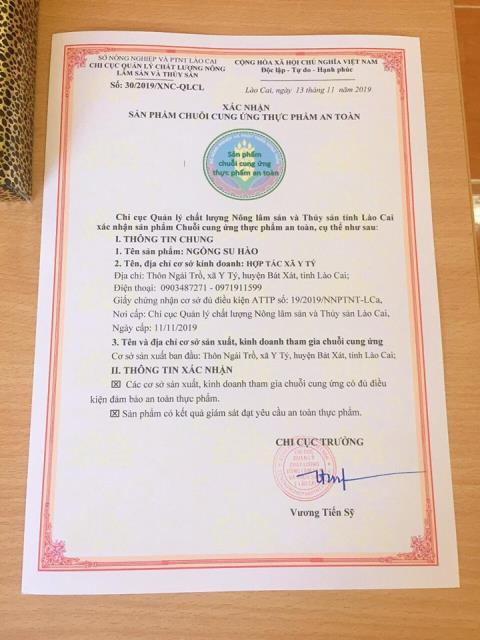 SỞ NÔNG NGHIỆP VÀ PTNT LÀO CAI
CHI CỤC QUẢN LÝ CHẤT LƯỢNG NÔNG
LÂM SẢN VÀ THỦY SẢN
Số: 30/2019/XNC-QLCL
CỘNG HÒA XÃ HỘI CHỦ NGHĨA VIỆT NAM
Độc lập - Tự do - Hạnh phúc
Lào Cai, ngày 13 tháng 11 năm 2019
XÁC NHẬN
SẢN PHẨM CHUỖI CUNG ỨNG THỰC PHẨM AN TOÀN
Sản phẩm
chuỗi cung ứng
thực phẩm an toàn
Chi cục Quản lý chất lượng Nông lâm sản và Thủy sản tỉnh Lào Cai
xác nhận sản phẩm Chuỗi cung ứng thực phẩm an toàn, cụ thể như sau:
I. THÔNG TIN CHUNG
1. Tên sản phẩm: NGỒNG SU HÀO
2. Tên, địa chỉ cơ sở kinh doanh: HỢP TÁC XÃ Y TÝ
Địa chỉ: Thôn Ngải Trồ, xã Y Tý, huyện Bát Xát, tỉnh Lào Cai;
Điện thoại: 0903487271 - 0971911599
Giấy chứng nhận cơ sở đủ điều kiện ATTP số: 19/2019/NNPTNT-LCa,
Nơi cấp: Chi cục Quản lý chất lượng Nông lâm sản và Thủy sản Lào Cai,
Ngày cấp: 11/11/2019
3. Tên và địa chỉ cơ sở sản xuất, kinh doanh tham gia chuỗi cung ứng
Cơ sở sản xuất ban đầu: Thôn Ngải Trồ, xã Y Tý, huyện Bát Xát, tỉnh Lào Cai;
II. THÔNG TIN XÁC NHẬN
☒ Các cơ sở sản xuất, kinh doanh tham gia chuỗi cung ứng có đủ điều
kiện đảm bảo an toàn thực phẩm.
☒ Sản phẩm có kết quả giám sát đạt yêu cầu an toàn thực phẩm.
CHI CỤC TRƯỞNG
CHI CỤC
QUẢN LÝ
CHẤT LƯỢNG
Vương Tiến Sỹ